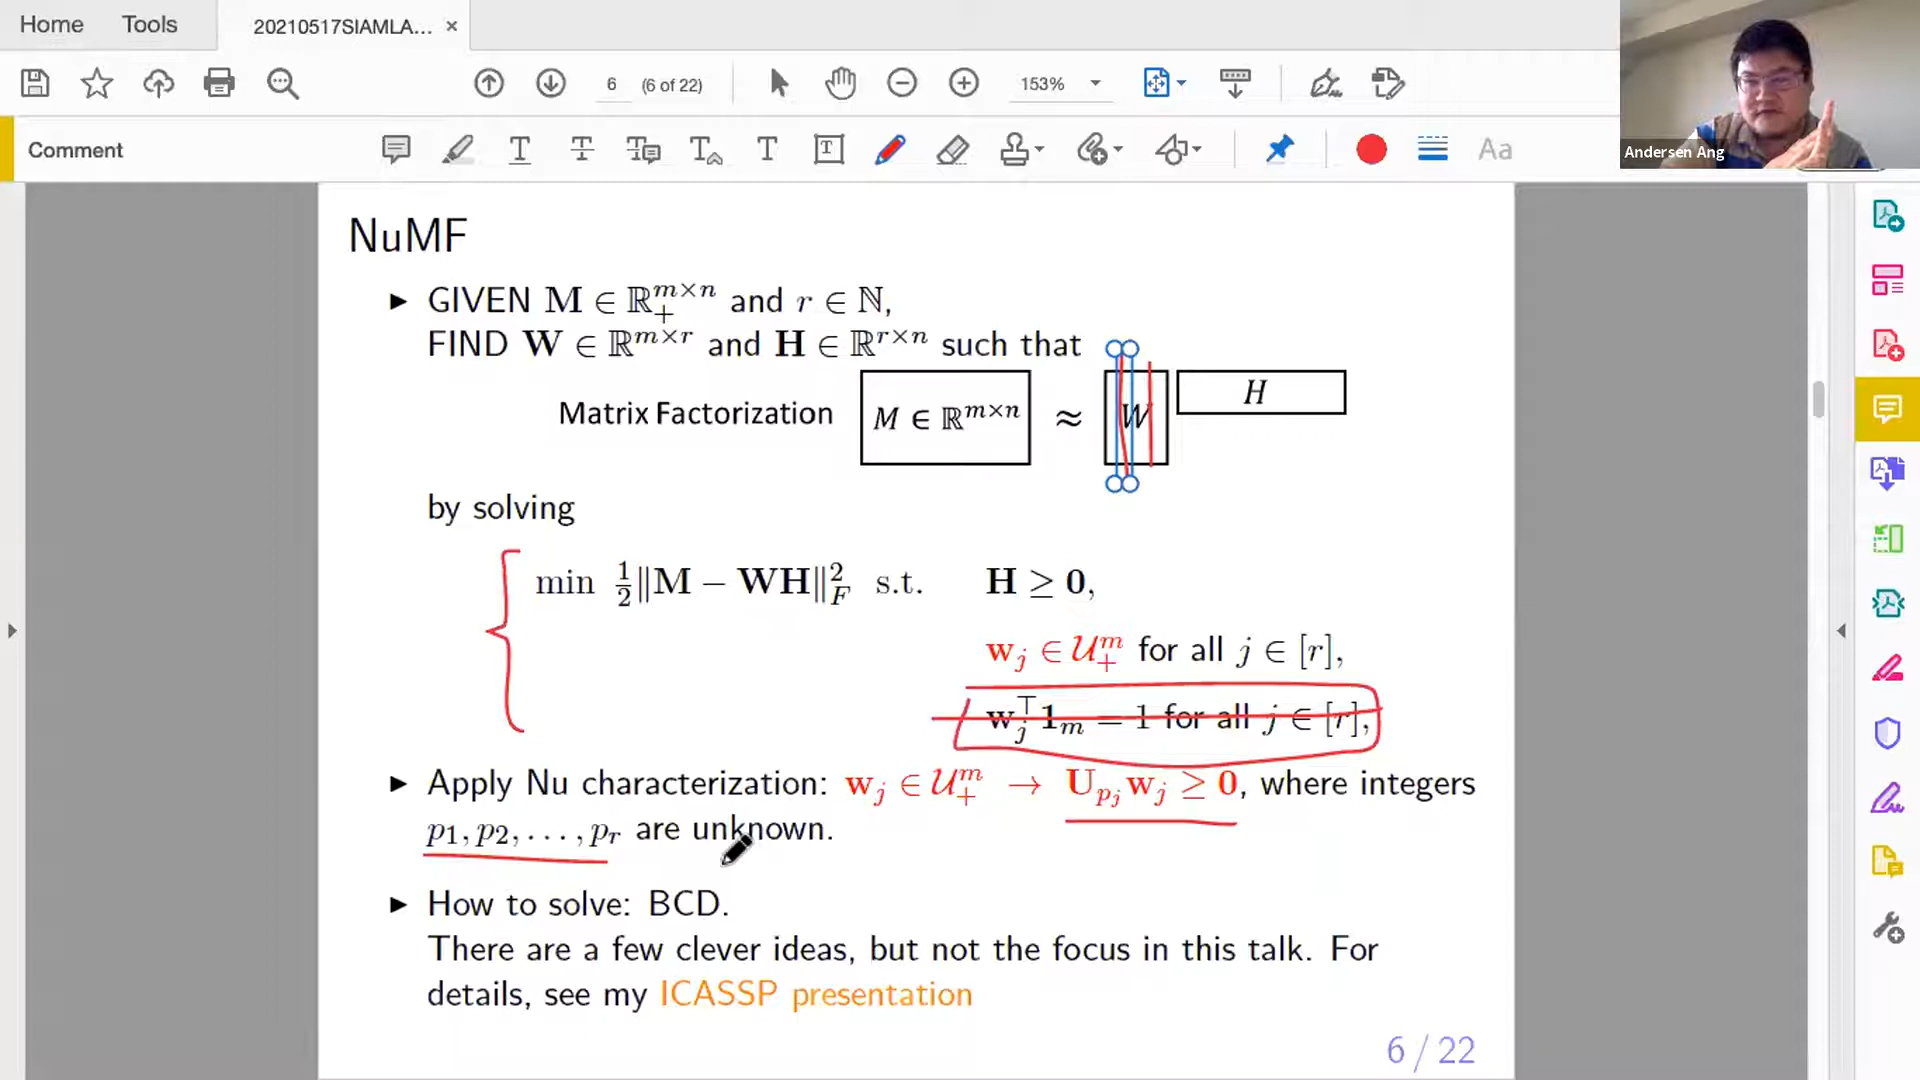 Home Tools 20210517SIAMLA... ×
6 (6 of 22) 153%
Comment
Aa
Andersen Ang
NuMF
▶ GIVEN M ∈ ℝ₊^{m×n} and r ∈ ℕ,
FIND W ∈ ℝ^{m×r} and H ∈ ℝ^{r×n} such that
Matrix Factorization M ∈ ℝ^{m×n} ≈ W H
by solving
min ½‖M − WH‖²_F s.t. H ≥ 0,
w_j ∈ 𝒰₊^m for all j ∈ [r],
w_j^⊤ 1_m = 1 for all j ∈ [r],
▶ Apply Nu characterization: w_j ∈ 𝒰₊^m → U_{p_j} w_j ≥ 0, where integers
p₁, p₂, . . . , p_r are unknown.
▶ How to solve: BCD.
There are a few clever ideas, but not the focus in this talk. For
details, see my ICASSP presentation
6 / 22